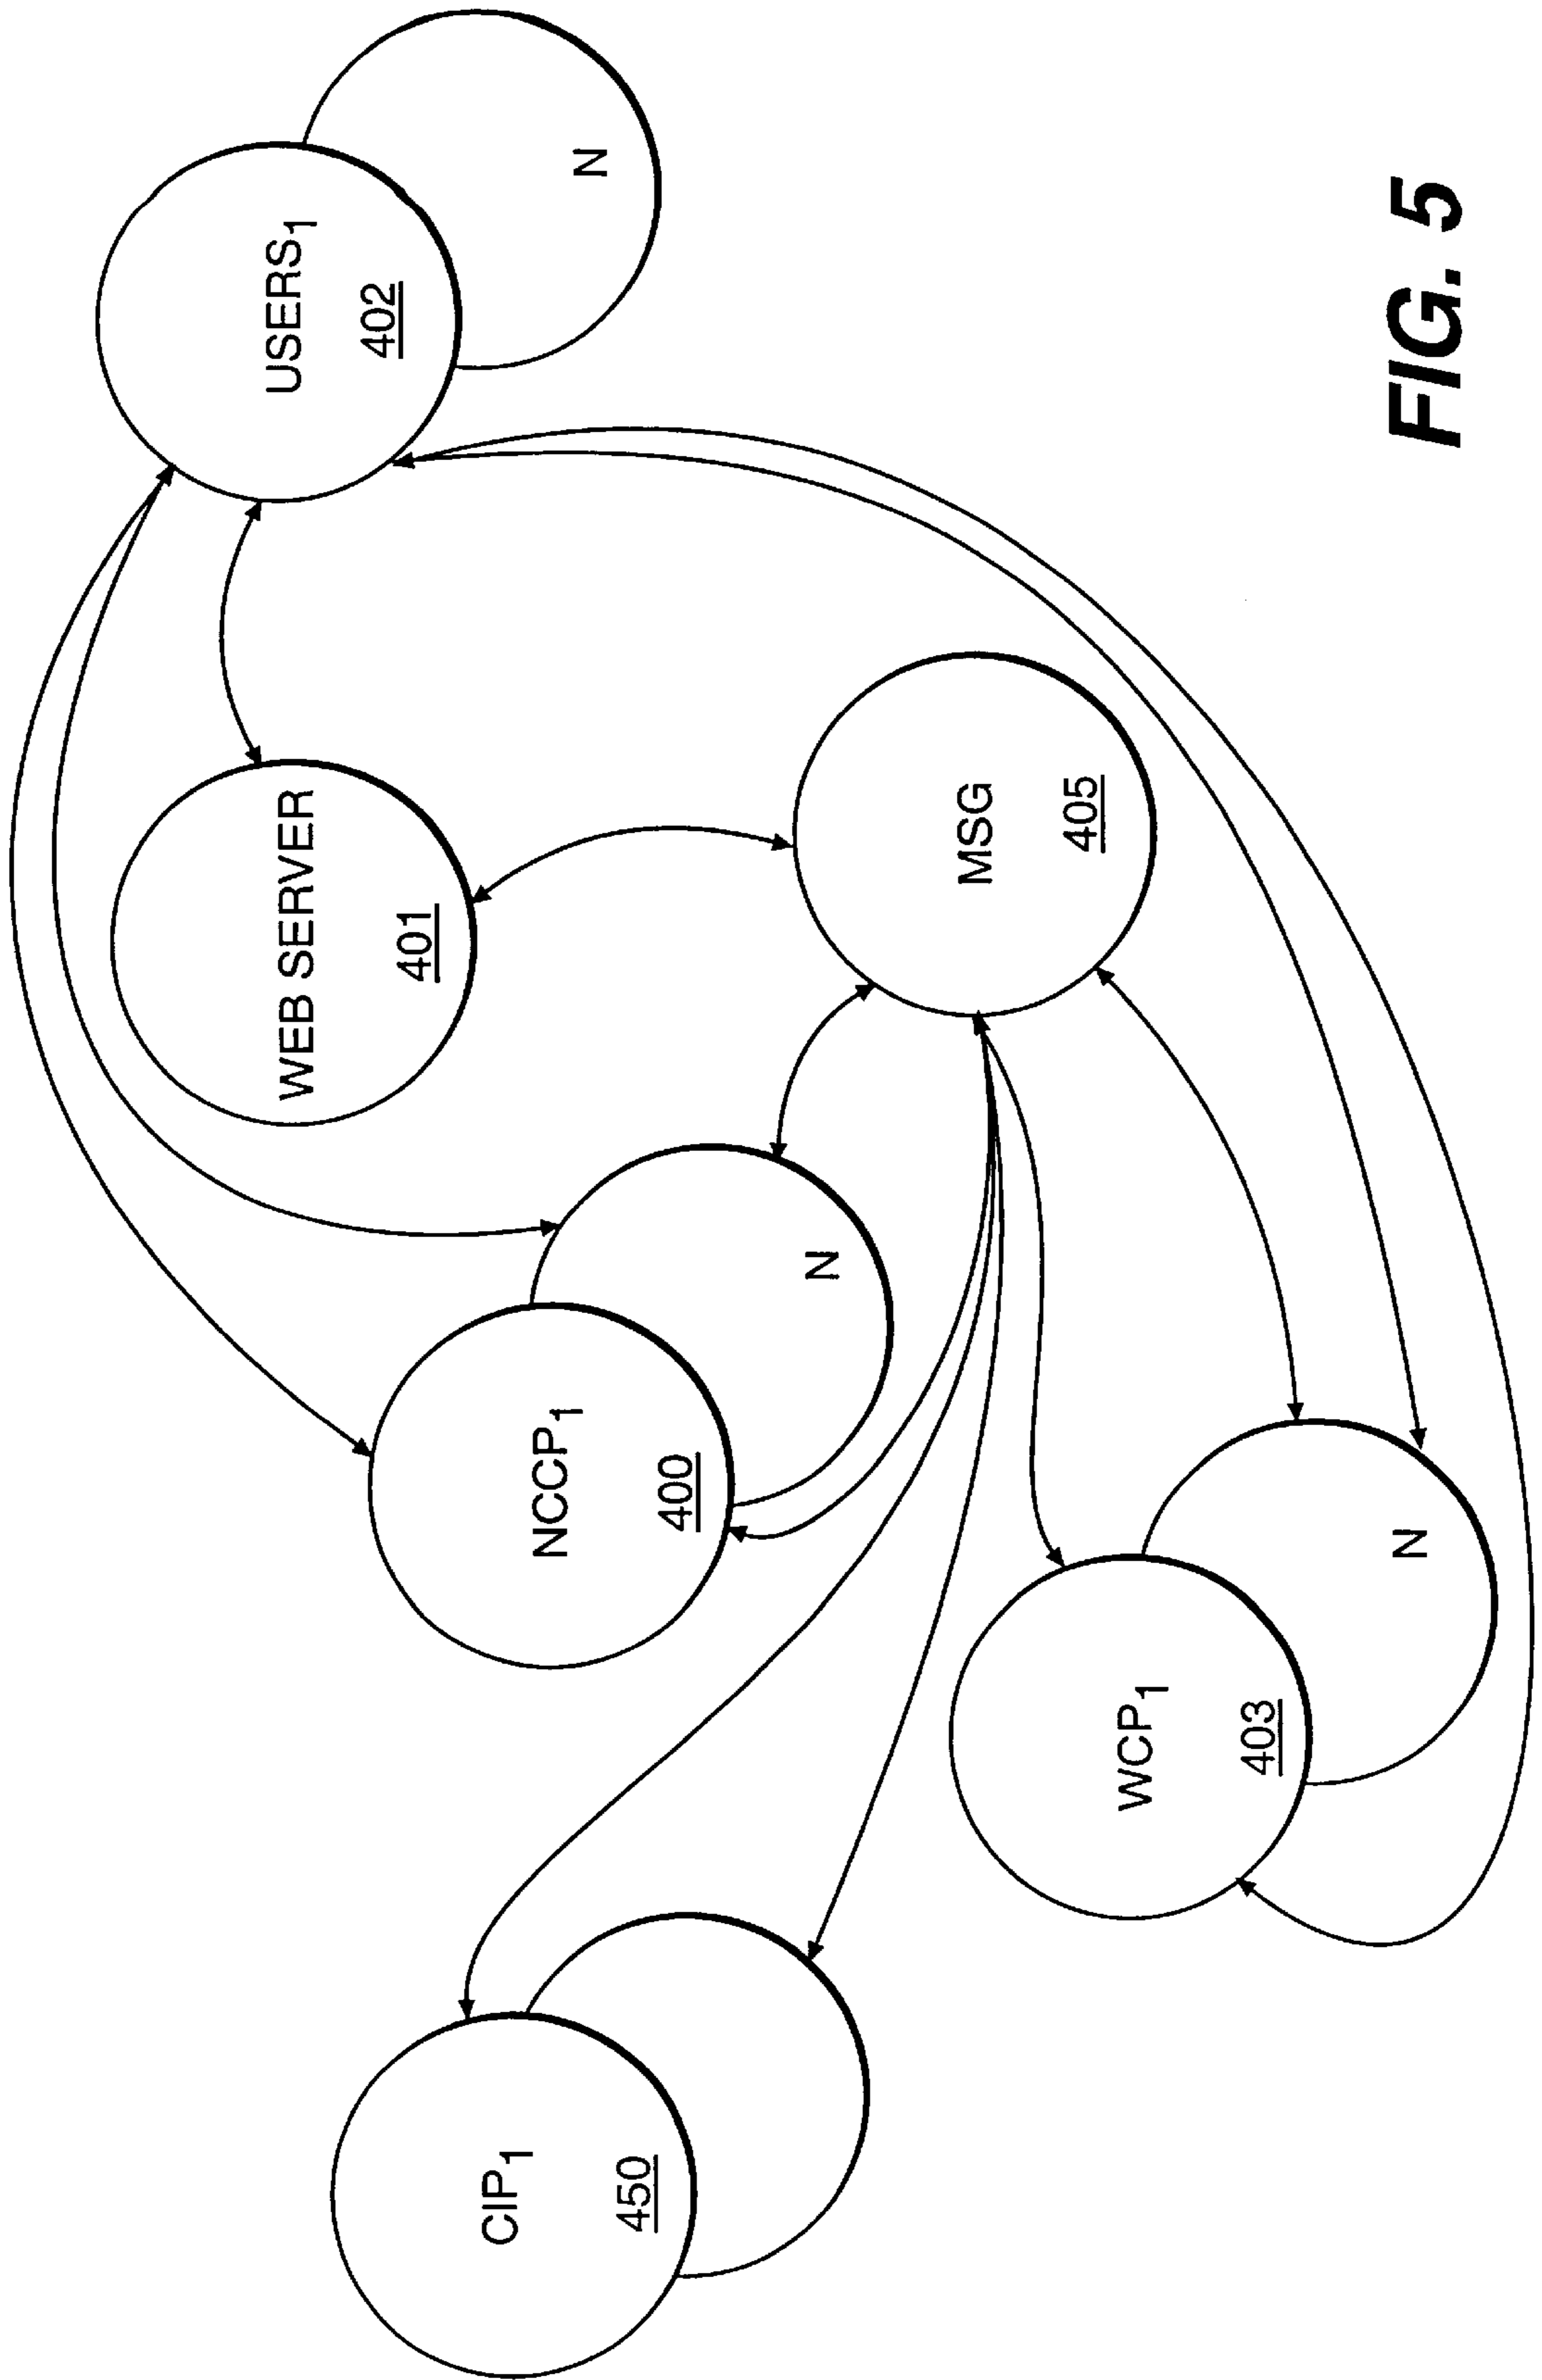 CIP1
450
NCCP1
400
N
WEB SERVER
401
USERS1
402
N
MSG
405
WCP1
403
N
FIG. 5